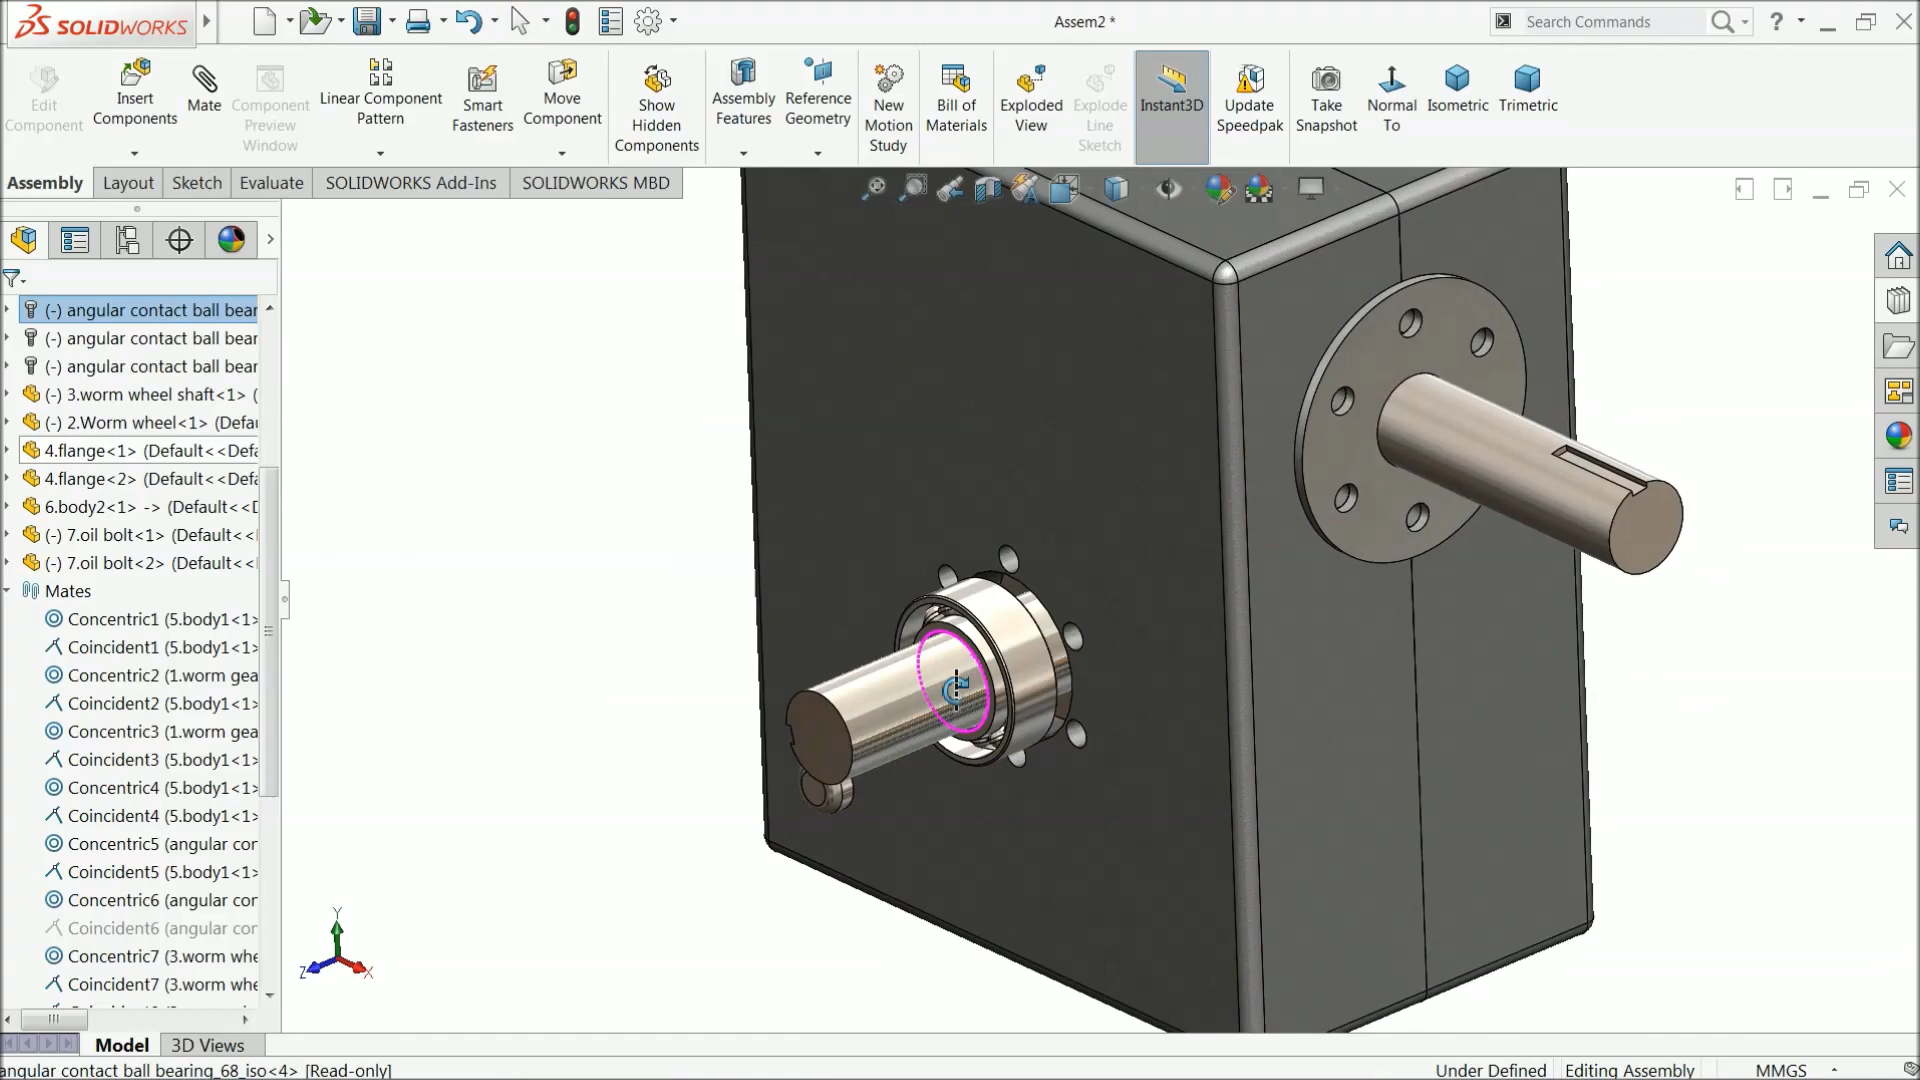 SOLIDWORKS
Assem2 *
Search Commands
?
Edit
Component
Insert
Components
Mate
Component
Preview
Window
Linear Component
Pattern
Smart
Fasteners
Move
Component
Show
Hidden
Components
Assembly
Features
Reference
Geometry
New
Motion
Study
Bill of
Materials
Exploded
View
Explode
Line
Sketch
Instant3D
Update
Speedpak
Take
Snapshot
Normal
To
Isometric
Trimetric
Assembly
Layout
Sketch
Evaluate
SOLIDWORKS Add-Ins
SOLIDWORKS MBD
(-) angular contact ball bear
(-) angular contact ball bear
(-) angular contact ball bear
(-) 3.worm wheel shaft<1> (
(-) 2.Worm wheel<1> (Defau
4.flange<1> (Default<<Defa
4.flange<2> (Default<<Defa
6.body2<1> -> (Default<<D
(-) 7.oil bolt<1> (Default<<
(-) 7.oil bolt<2> (Default<<
Mates
Concentric1 (5.body1<1>
Coincident1 (5.body1<1>
Concentric2 (1.worm gea
Coincident2 (5.body1<1>
Concentric3 (1.worm gea
Coincident3 (5.body1<1>
Concentric4 (5.body1<1>
Coincident4 (5.body1<1>
Concentric5 (angular cor
Coincident5 (5.body1<1>
Concentric6 (angular cor
Coincident6 (angular cor
Concentric7 (3.worm whe
Coincident7 (3.worm whe
Y
Z
X
Model
3D Views
angular contact ball bearing_68_iso<4> [Read-only]
Under Defined
Editing Assembly
MMGS